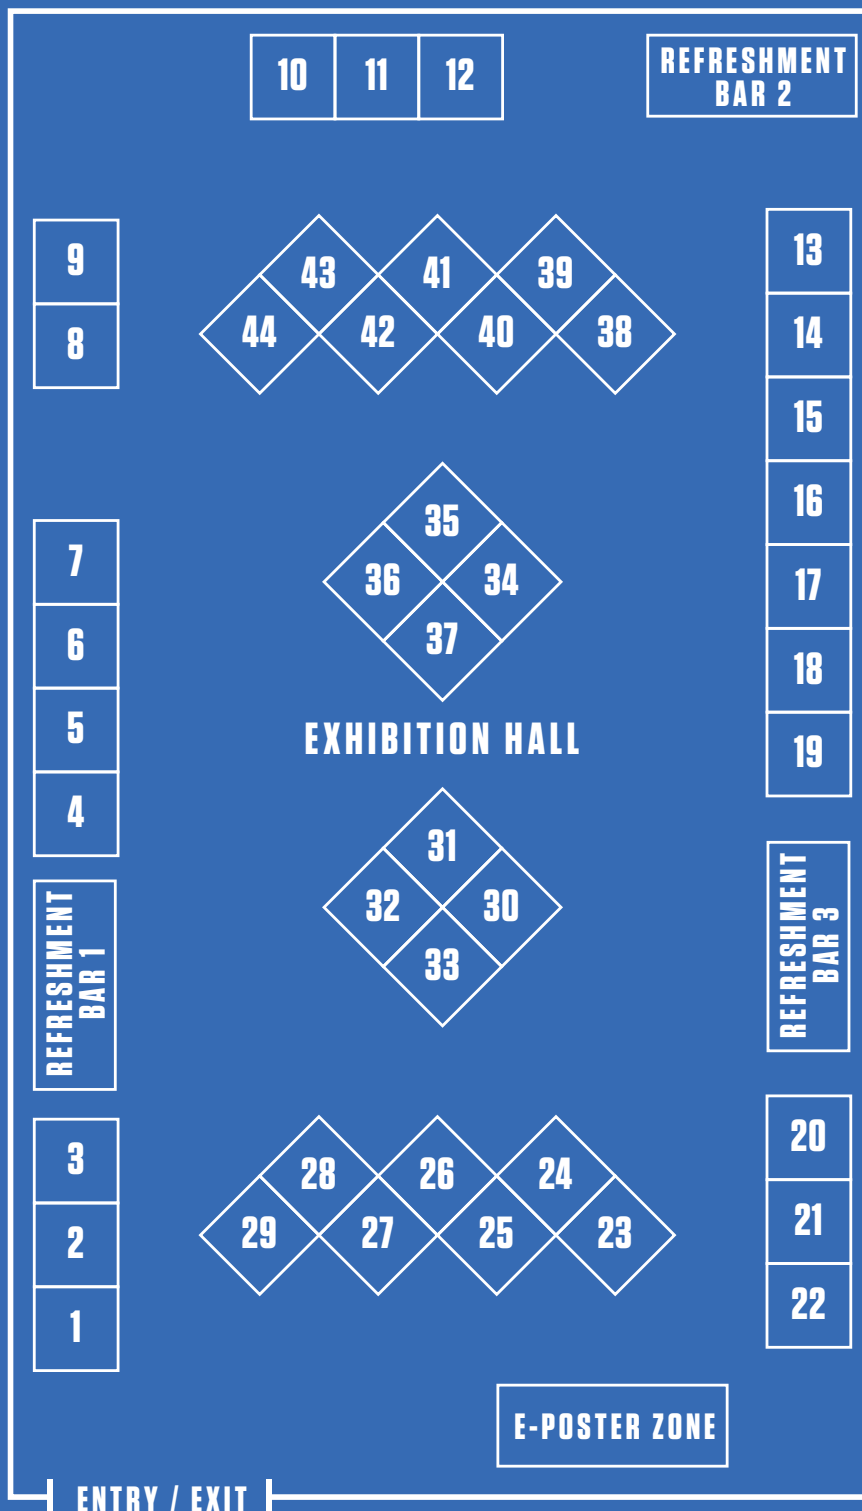 10 11 12
REFRESHMENT
BAR 2
9
8
43 41 39
44 42 40 38
13
14
15
16
17
18
19
35
36 34
37
7
6
5
4
EXHIBITION HALL
31
32 30
33
REFRESHMENT
BAR 1
REFRESHMENT
BAR 3
3
2
1
28 26 24
29 27 25 23
20
21
22
E-POSTER ZONE
ENTRY / EXIT